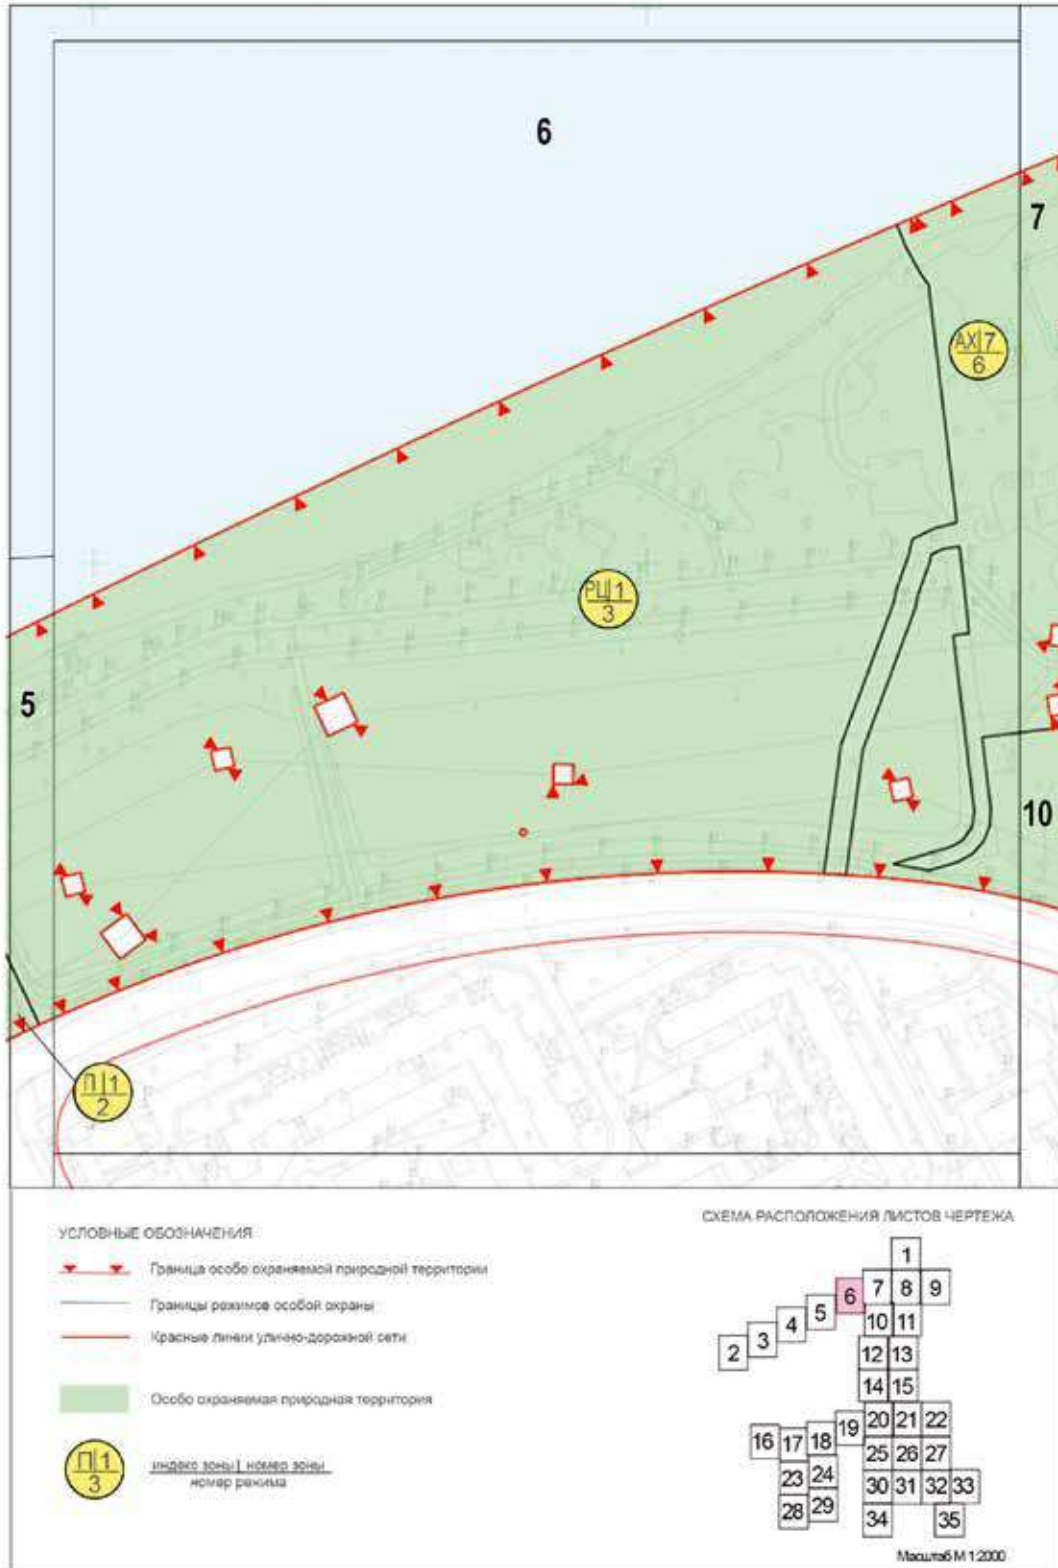 6
7
АХ|7
6
РЦ|1
3
5
10
П|1
2
УСЛОВНЫЕ ОБОЗНАЧЕНИЯ
Граница особо охраняемой природной территории
Границы режимов особой охраны
Красные линии улично-дорожной сети
Особо охраняемая природная территория
П|1
3
индекс зоны| номер зоны
номер режима
СХЕМА РАСПОЛОЖЕНИЯ ЛИСТОВ ЧЕРТЕЖА
1
6 7 8 9
2 3 4 5 10 11
12 13
14 15
16 17 18 19 20 21 22
23 24 25 26 27
28 29 30 31 32 33
34 35
Масштаб М 1:2000